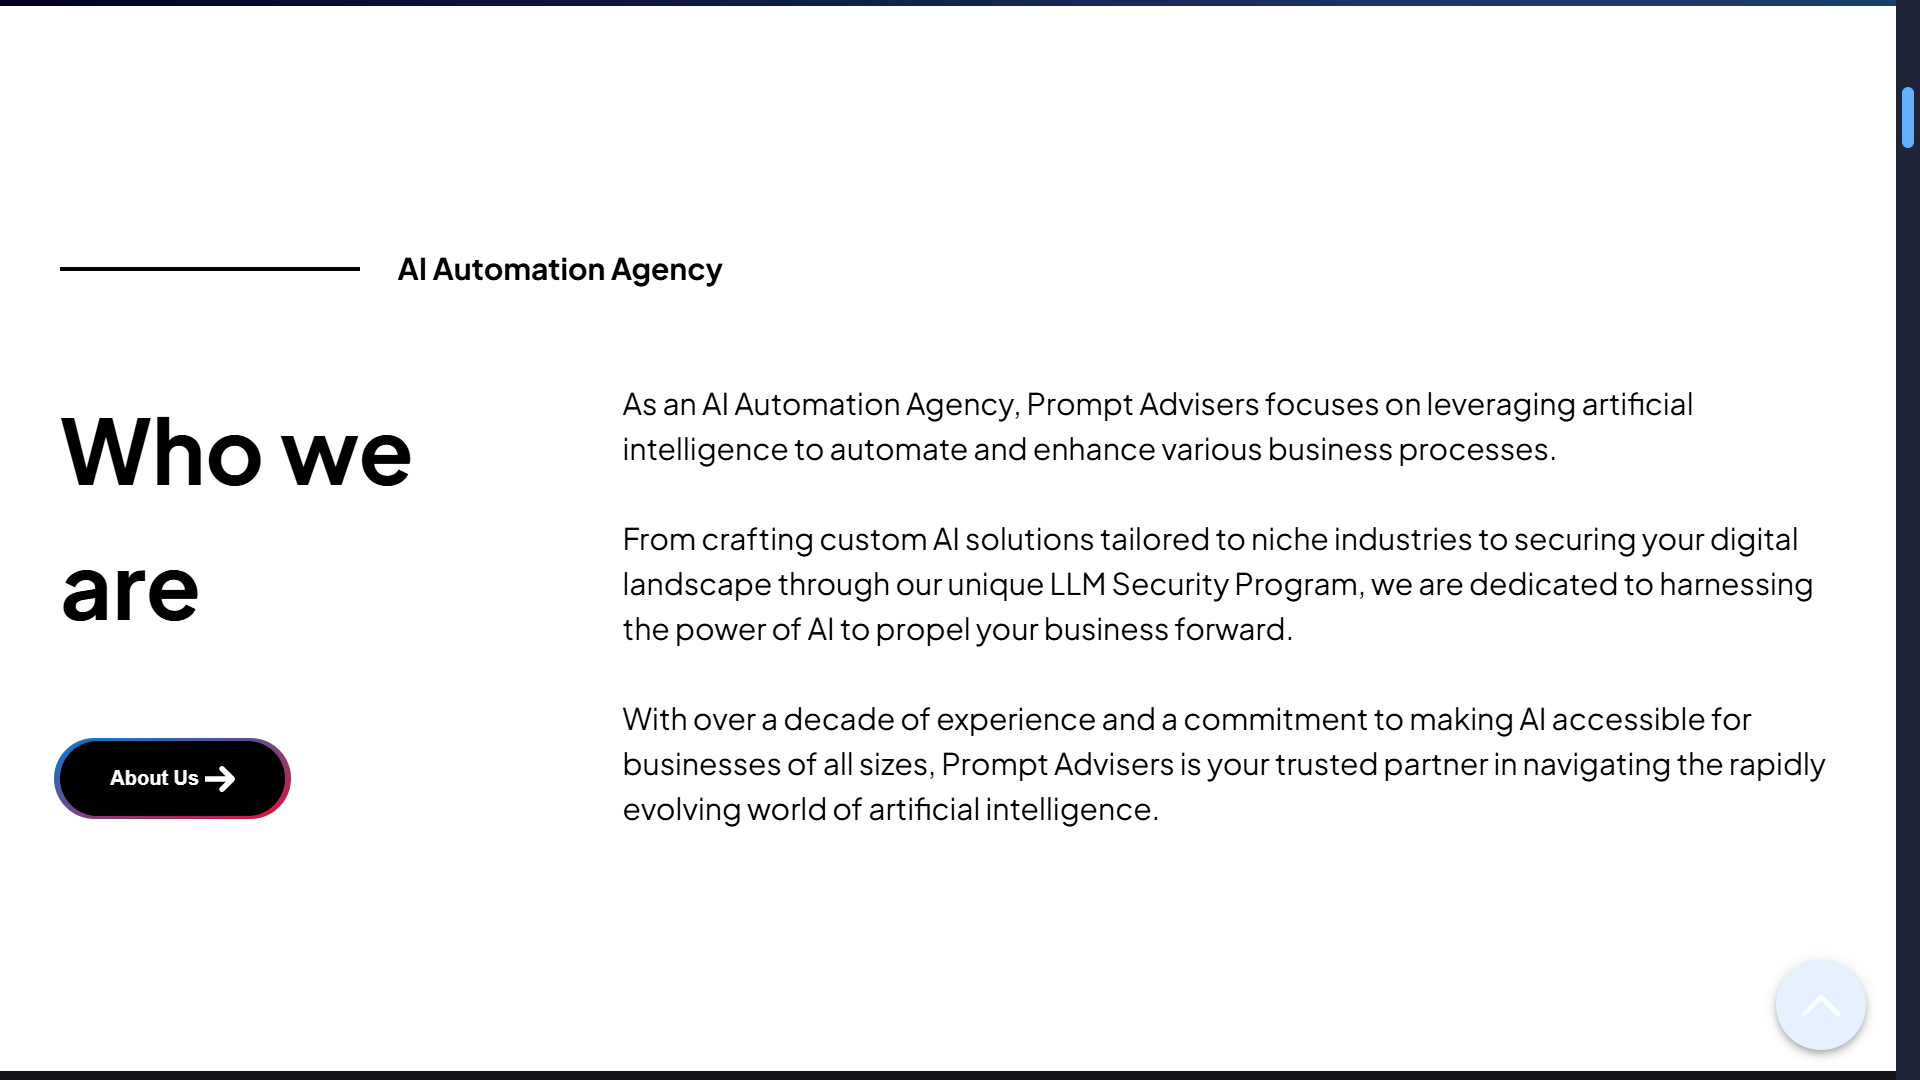 AI Automation Agency
Who we
are
About Us
As an AI Automation Agency, Prompt Advisers focuses on leveraging artificial
intelligence to automate and enhance various business processes.
From crafting custom AI solutions tailored to niche industries to securing your digital
landscape through our unique LLM Security Program, we are dedicated to harnessing
the power of AI to propel your business forward.
With over a decade of experience and a commitment to making AI accessible for
businesses of all sizes, Prompt Advisers is your trusted partner in navigating the rapidly
evolving world of artificial intelligence.